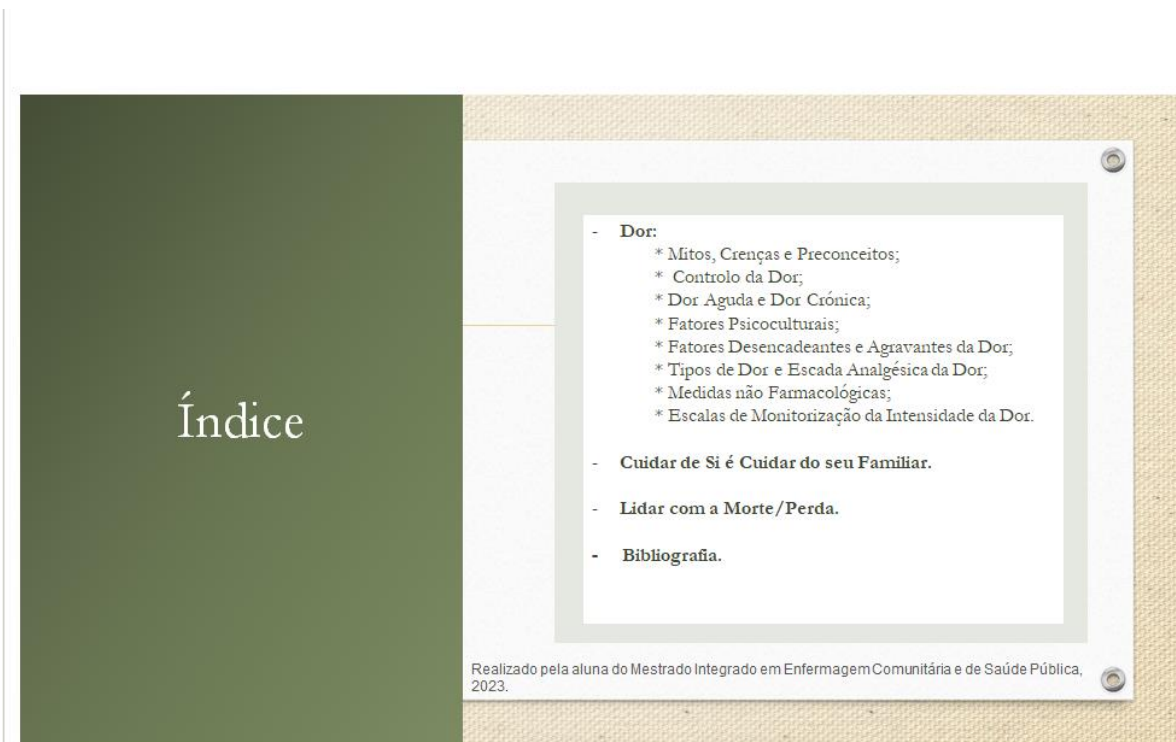 Índice
- Dor:
* Mitos, Crenças e Preconceitos;
* Controlo da Dor;
* Dor Aguda e Dor Crónica;
* Fatores Psicoculturais;
* Fatores Desencadeantes e Agravantes da Dor;
* Tipos de Dor e Escada Analgésica da Dor;
* Medidas não Farmacológicas;
* Escalas de Monitorização da Intensidade da Dor.
- Cuidar de Si é Cuidar do seu Familiar.
- Lidar com a Morte/Perda.
- Bibliografia.
Realizado pela aluna do Mestrado Integrado em Enfermagem Comunitária e de Saúde Pública,
2023.